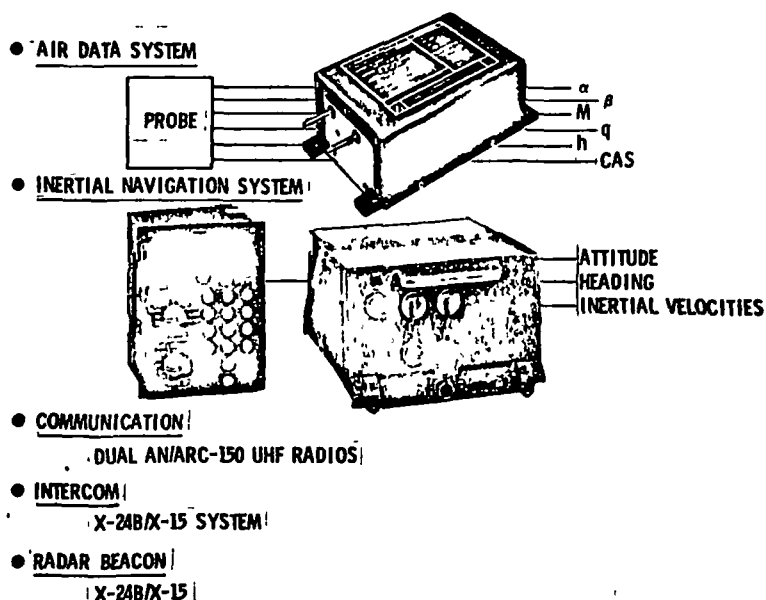 ● AIR DATA SYSTEM
PROBE
α
β
M
q
h
CAS
● INERTIAL NAVIGATION SYSTEM
ATTITUDE
HEADING
INERTIAL VELOCITIES
● COMMUNICATION
DUAL AN/ARC-150 UHF RADIOS
● INTERCOM
X-24B/X-15 SYSTEM
● RADAR BEACON
X-24B/X-15